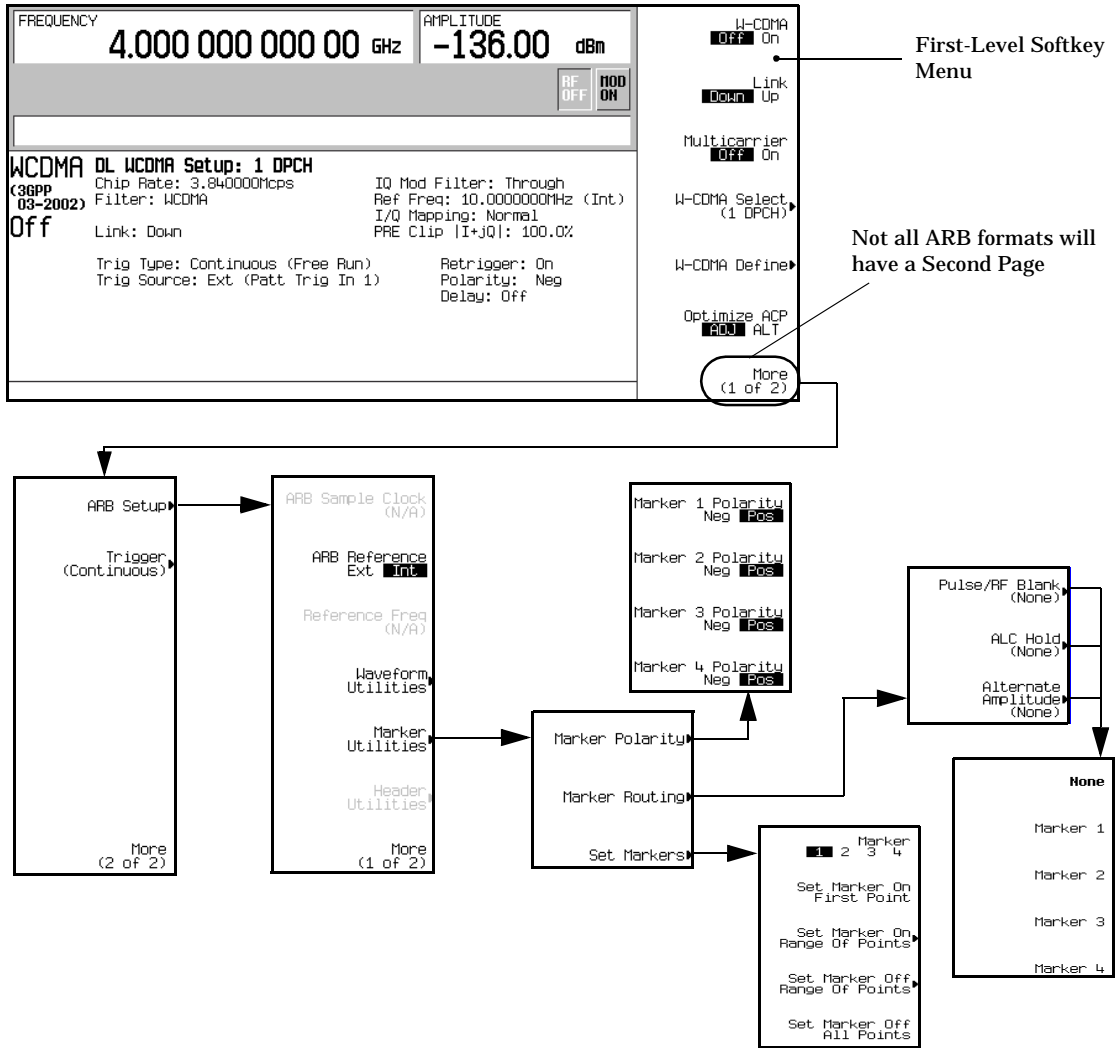 FREQUENCY
4.000 000 000 00 GHz
AMPLITUDE
-136.00 dBm
RF OFF
MOD ON
WCDMA
(3GPP
03-2002)
Off
DL WCDMA Setup: 1 DPCH
Chip Rate: 3.840000Mcps
Filter: WCDMA
Link: Down
IQ Mod Filter: Through
Ref Freq: 10.0000000MHz (Int)
I/Q Mapping: Normal
PRE Clip |I+jQ|: 100.0%
Trig Type: Continuous (Free Run)
Trig Source: Ext (Patt Trig In 1)
Retrigger: On
Polarity: Neg
Delay: Off
W-CDMA
Off On
Link
Down Up
Multicarrier
Off On
W-CDMA Select
(1 DPCH)
W-CDMA Define
Optimize ACP
ADJ ALT
More
(1 of 2)
First-Level Softkey
Menu
Not all ARB formats will
have a Second Page
ARB Setup
Trigger
(Continuous)
More
(2 of 2)
ARB Sample Clock
(N/A)
ARB Reference
Ext Int
Reference Freq
(N/A)
Waveform
Utilities
Marker
Utilities
Header
Utilities
More
(1 of 2)
Marker 1 Polarity
Neg Pos
Marker 2 Polarity
Neg Pos
Marker 3 Polarity
Neg Pos
Marker 4 Polarity
Neg Pos
Marker Polarity
Marker Routing
Set Markers
Pulse/RF Blank
(None)
ALC Hold
(None)
Alternate
Amplitude
(None)
None
Marker 1
Marker 2
Marker 3
Marker 4
Marker
1 2 3 4
Set Marker On
First Point
Set Marker On
Range Of Points
Set Marker Off
Range Of Points
Set Marker Off
All Points